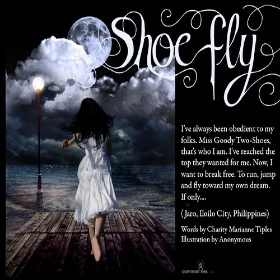 Shoe fly
I've always been obedient to my
folks. Miss Goody Two-Shoes,
that's who I am. I've reached the
top they wanted for me. Now, I
want to break free. To run, jump
and fly toward my own dream.
If only....
(Jaro, Iloilo City, Philippines)
Words by Charity Marianne Tiples
Illustration by Anonymous